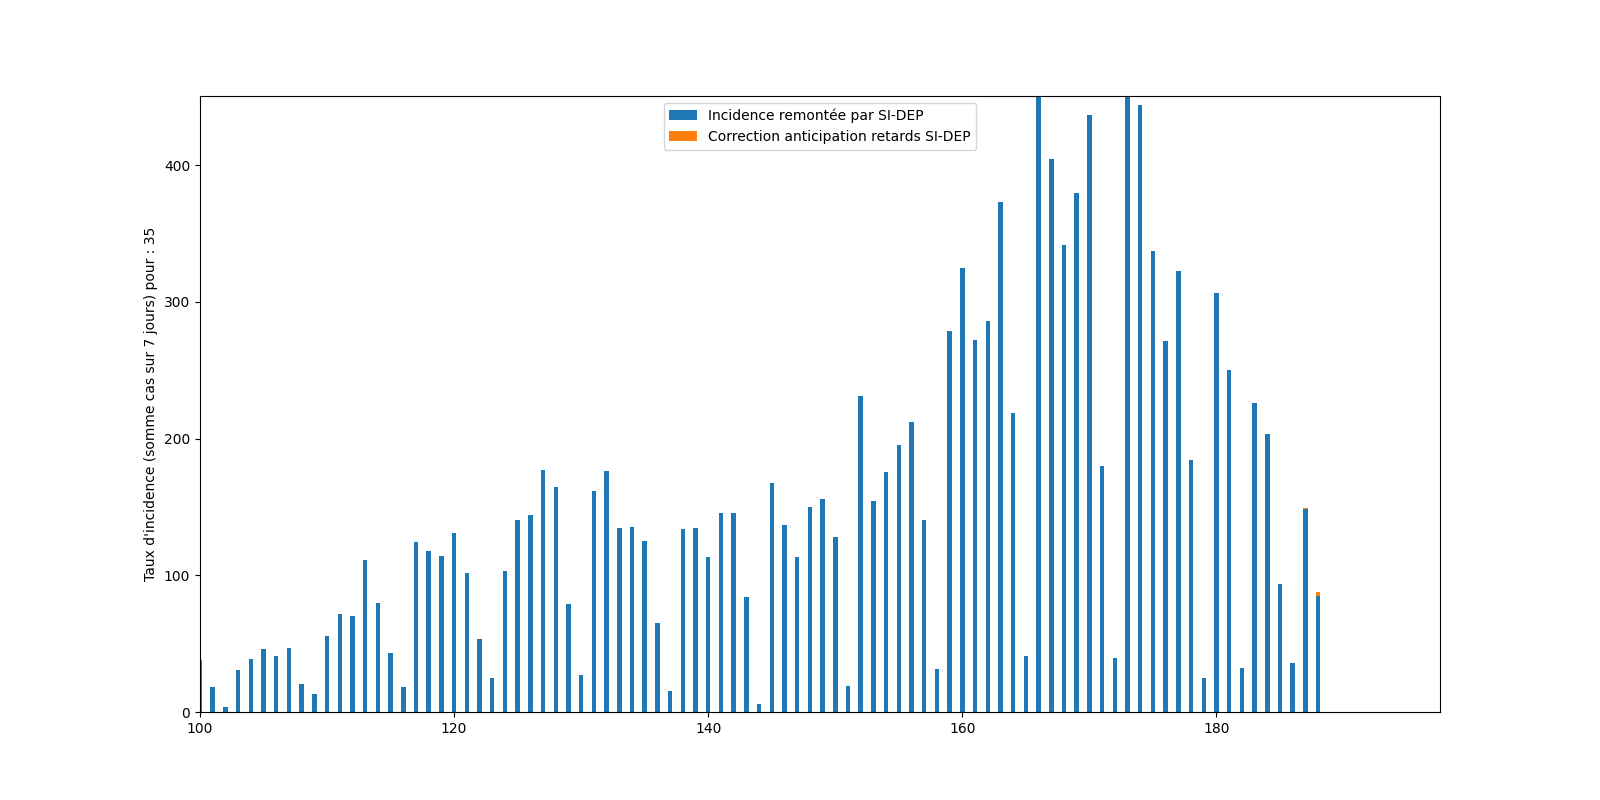 Incidence remontée par SI-DEP
Correction anticipation retards SI-DEP
Taux d'incidence (somme cas sur 7 jours) pour : 35
400
300
200
100
0
100 120 140 160 180